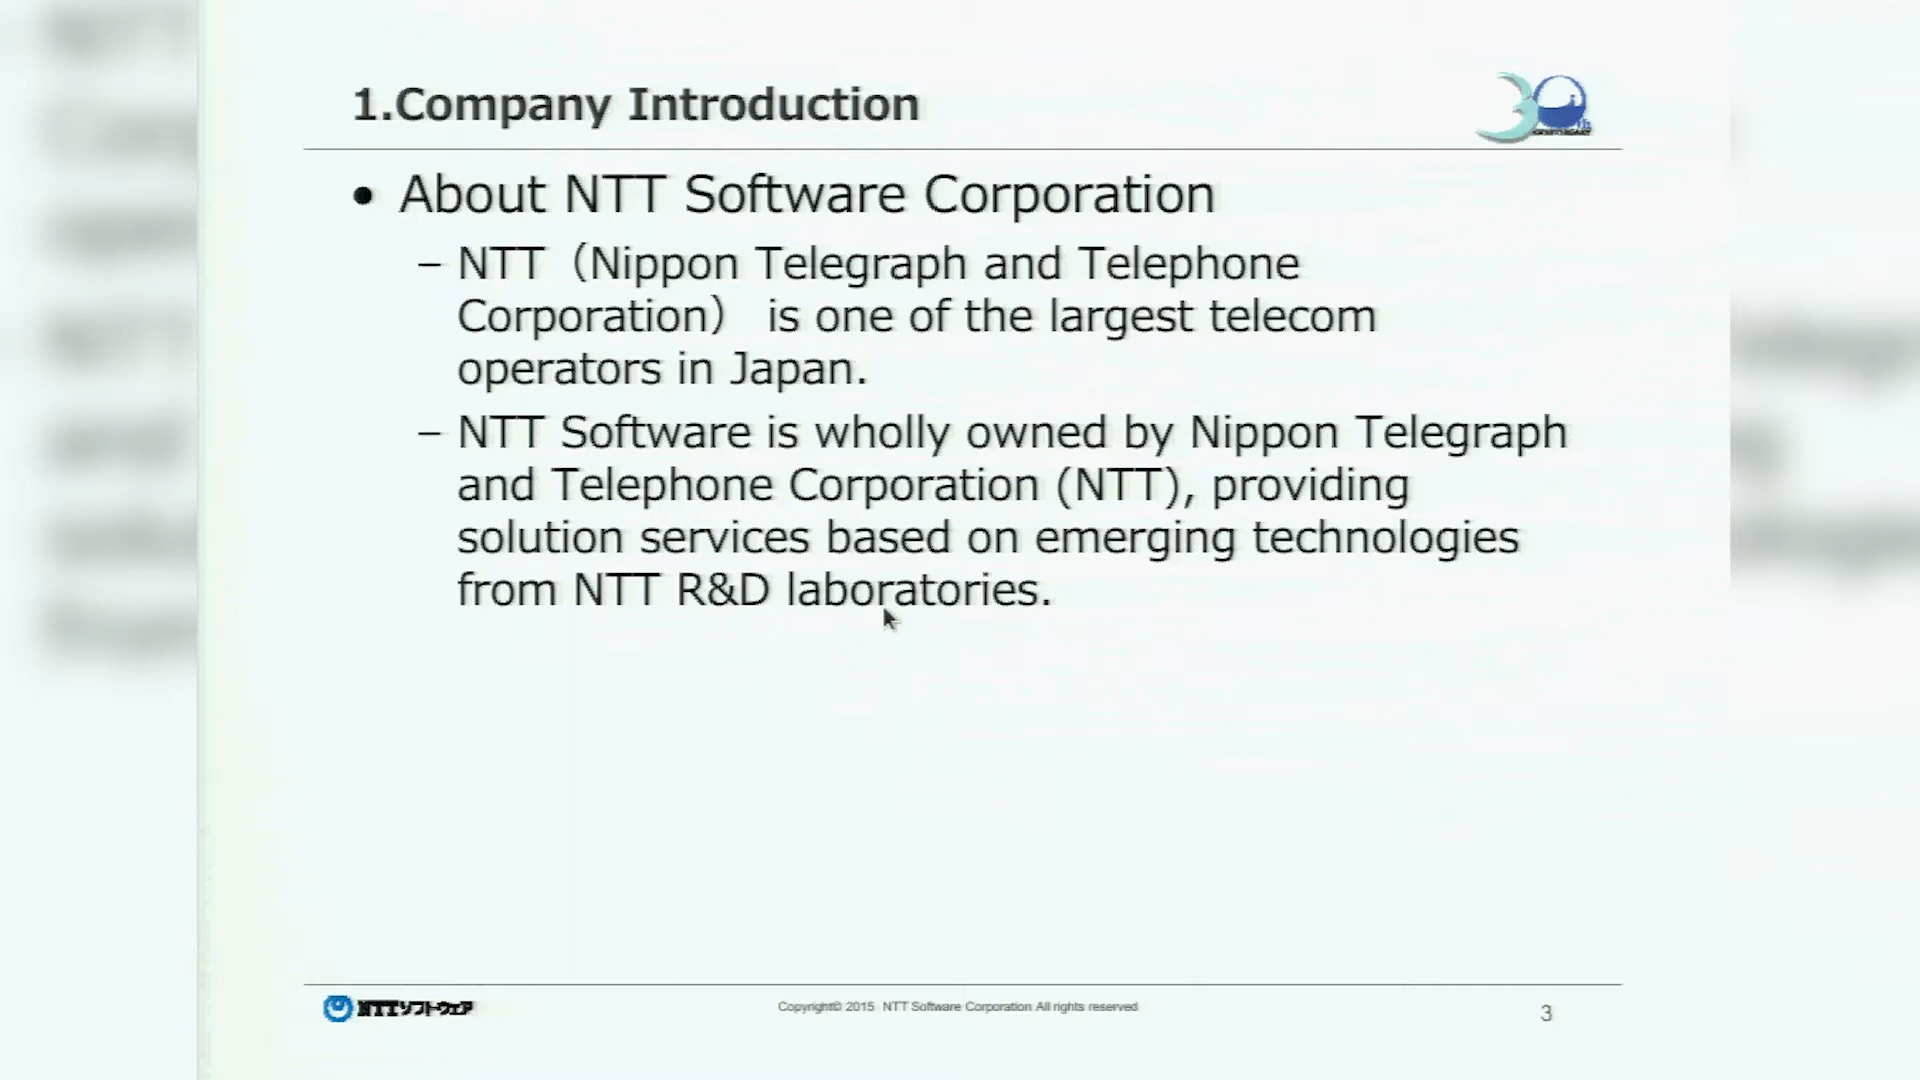 1.Company Introduction
• About NTT Software Corporation
– NTT（Nippon Telegraph and Telephone
Corporation） is one of the largest telecom
operators in Japan.
– NTT Software is wholly owned by Nippon Telegraph
and Telephone Corporation (NTT), providing
solution services based on emerging technologies
from NTT R&D laboratories.
NTTソフトウェア
Copyright© 2015 NTT Software Corporation All rights reserved
3